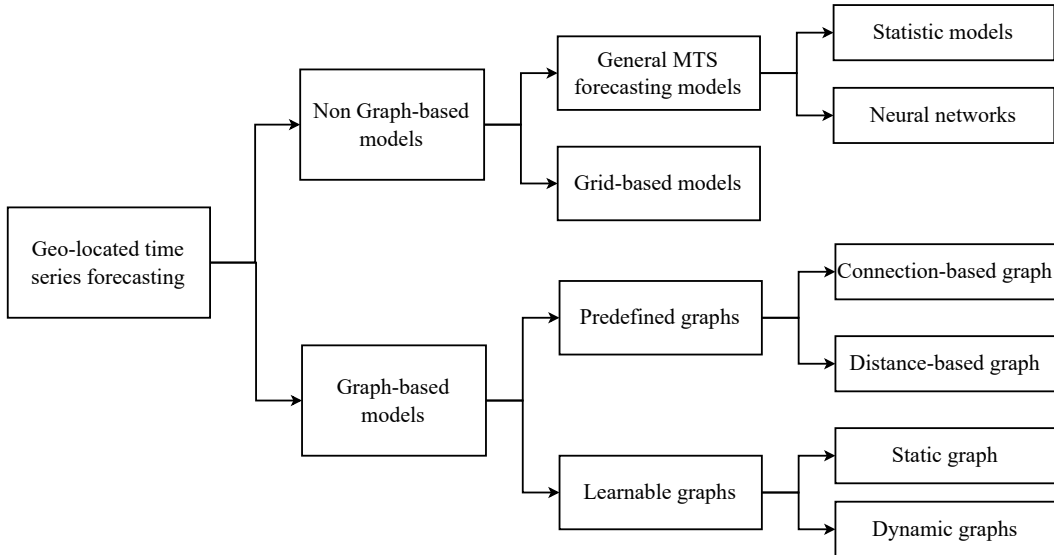 Geo-located time
series forecasting
Non Graph-based
models
General MTS
forecasting models
Statistic models
Neural networks
Grid-based models
Graph-based
models
Predefined graphs
Connection-based graph
Distance-based graph
Learnable graphs
Static graph
Dynamic graphs